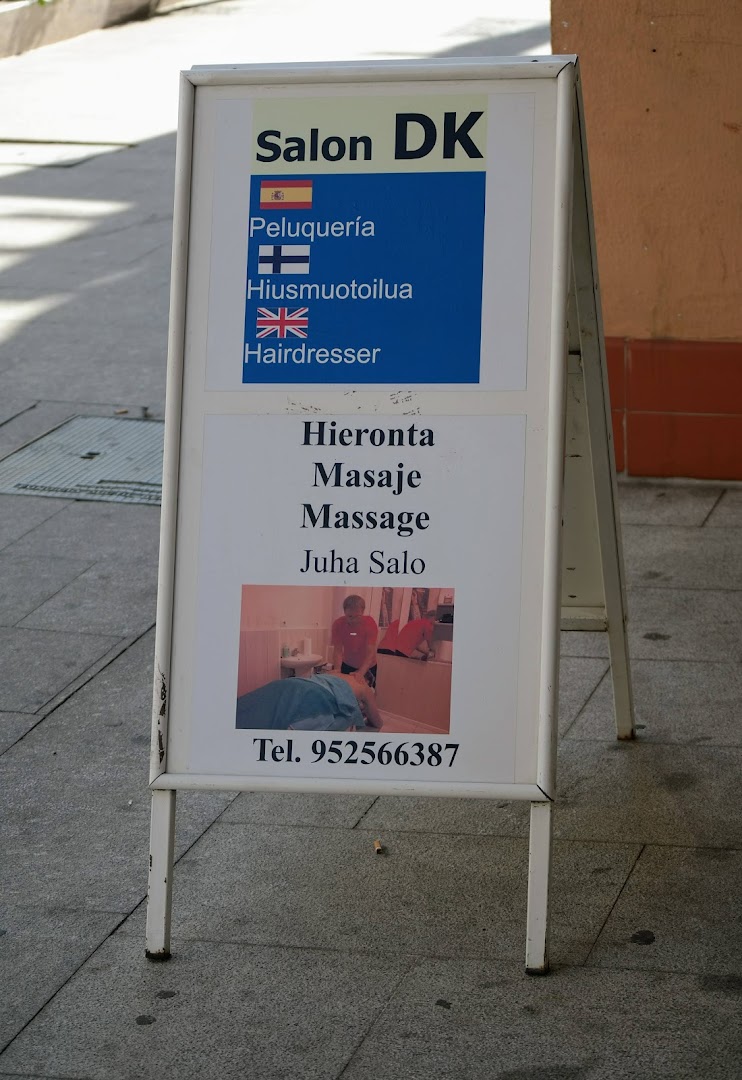 Salon DK
Peluquería
Hiusmuotoilua
Hairdresser
Hieronta
Masaje
Massage
Juha Salo
Tel. 952566387